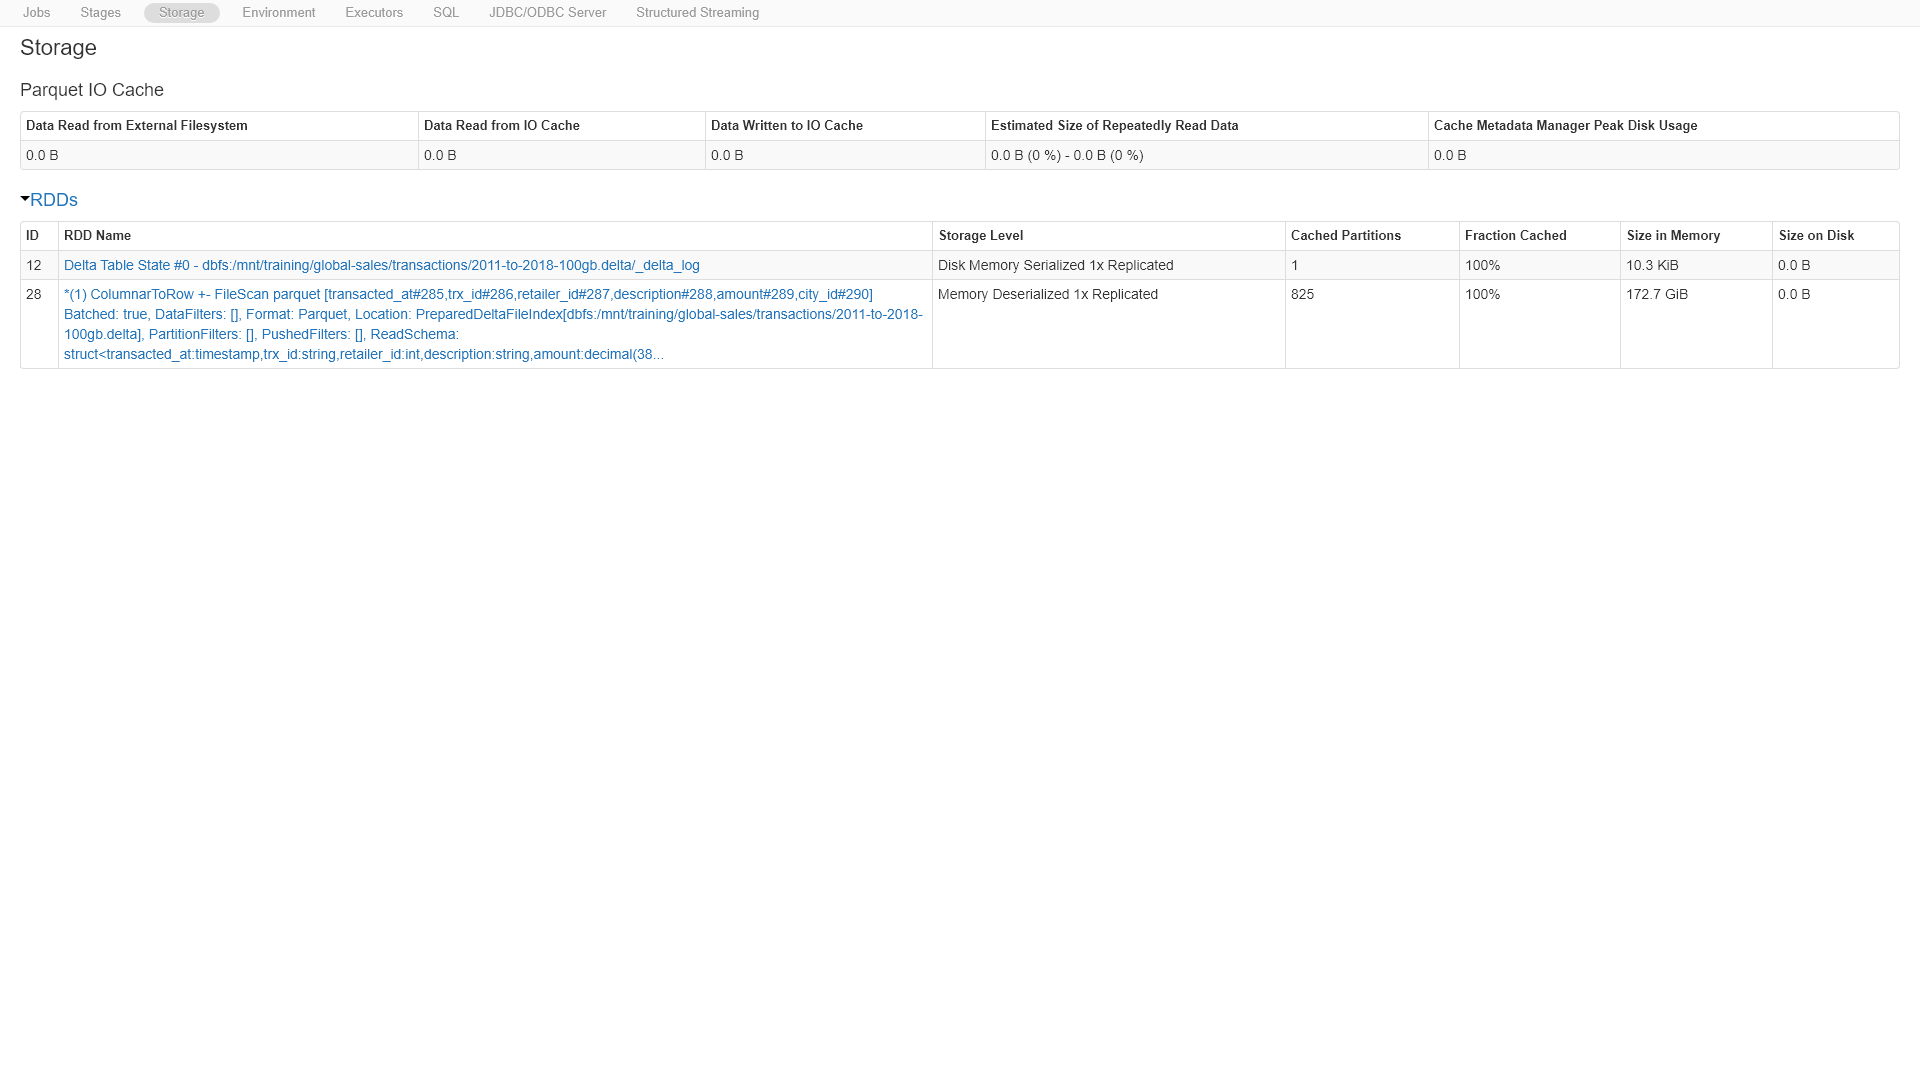 Jobs Stages Storage Environment Executors SQL JDBC/ODBC Server Structured Streaming
Storage
Parquet IO Cache
Data Read from External Filesystem Data Read from IO Cache Data Written to IO Cache Estimated Size of Repeatedly Read Data Cache Metadata Manager Peak Disk Usage
0.0 B 0.0 B 0.0 B 0.0 B (0 %) - 0.0 B (0 %) 0.0 B
RDDs
ID RDD Name Storage Level Cached Partitions Fraction Cached Size in Memory Size on Disk
12 Delta Table State #0 - dbfs:/mnt/training/global-sales/transactions/2011-to-2018-100gb.delta/_delta_log Disk Memory Serialized 1x Replicated 1 100% 10.3 KiB 0.0 B
28 *(1) ColumnarToRow +- FileScan parquet [transacted_at#285,trx_id#286,retailer_id#287,description#288,amount#289,city_id#290] Memory Deserialized 1x Replicated 825 100% 172.7 GiB 0.0 B
Batched: true, DataFilters: [], Format: Parquet, Location: PreparedDeltaFileIndex[dbfs:/mnt/training/global-sales/transactions/2011-to-2018-
100gb.delta], PartitionFilters: [], PushedFilters: [], ReadSchema:
struct<transacted_at:timestamp,trx_id:string,retailer_id:int,description:string,amount:decimal(38...